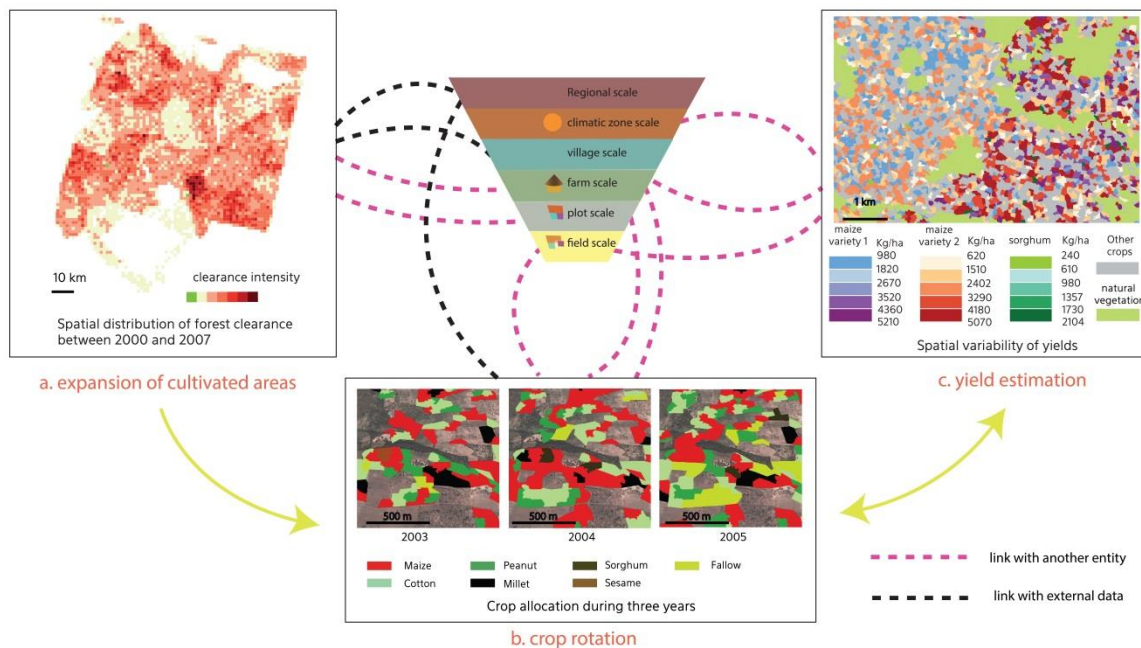 10 km
clearance intensity
Spatial distribution of forest clearance
between 2000 and 2007
a. expansion of cultivated areas
Regional scale
climatic zone scale
village scale
farm scale
plot scale
field scale
1 km
maize
variety 1
Kg/ha
980
1820
2670
3520
4360
5210
maize
variety 2
Kg/ha
620
1510
2402
3290
4180
5070
sorghum
Kg/ha
240
610
980
1357
1730
2104
Other
crops
natural
vegetation
Spatial variability of yields
c. yield estimation
500 m
500 m
500 m
2003
2004
2005
Maize
Peanut
Sorghum
Fallow
Cotton
Millet
Sesame
Crop allocation during three years
b. crop rotation
link with another entity
link with external data